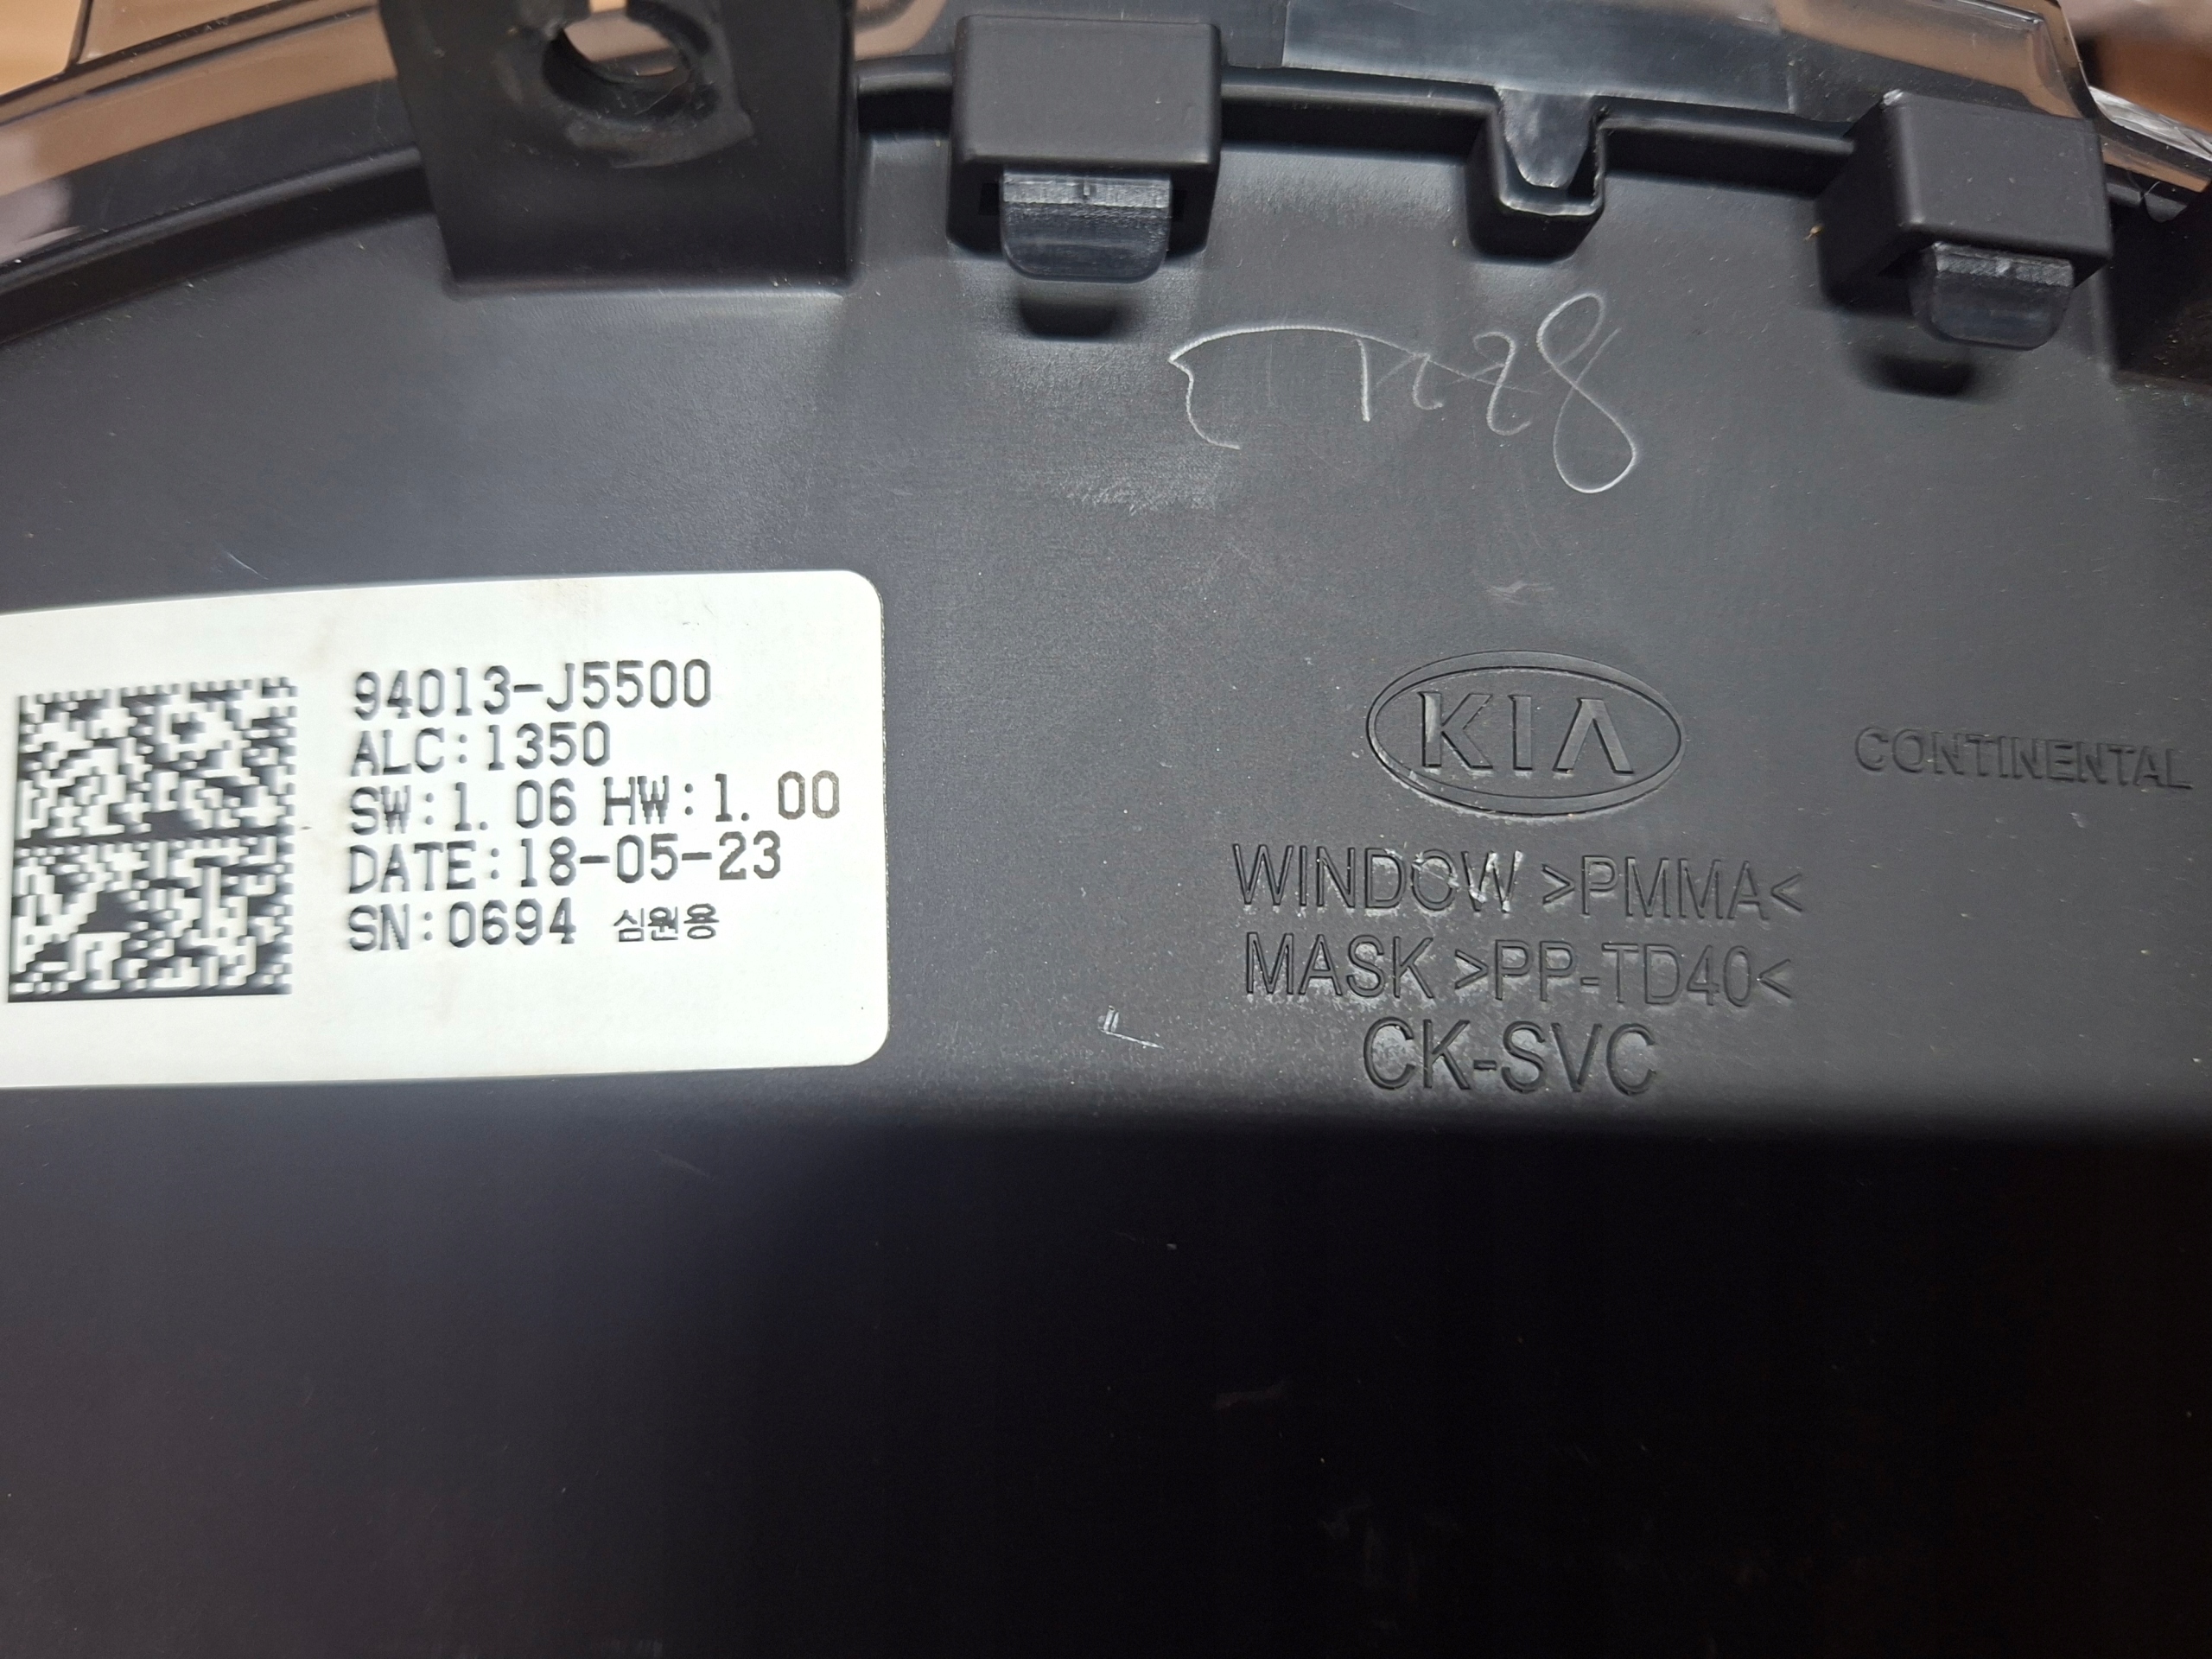 94013-J5500
ALC:1350
SW:1. 06 HW:1. 00
DATE:18-05-23
SN:0694 심원용
KIA
CONTINENTAL
WINDOW >PMMA<
MASK >PP-TD40<
CK-SVC